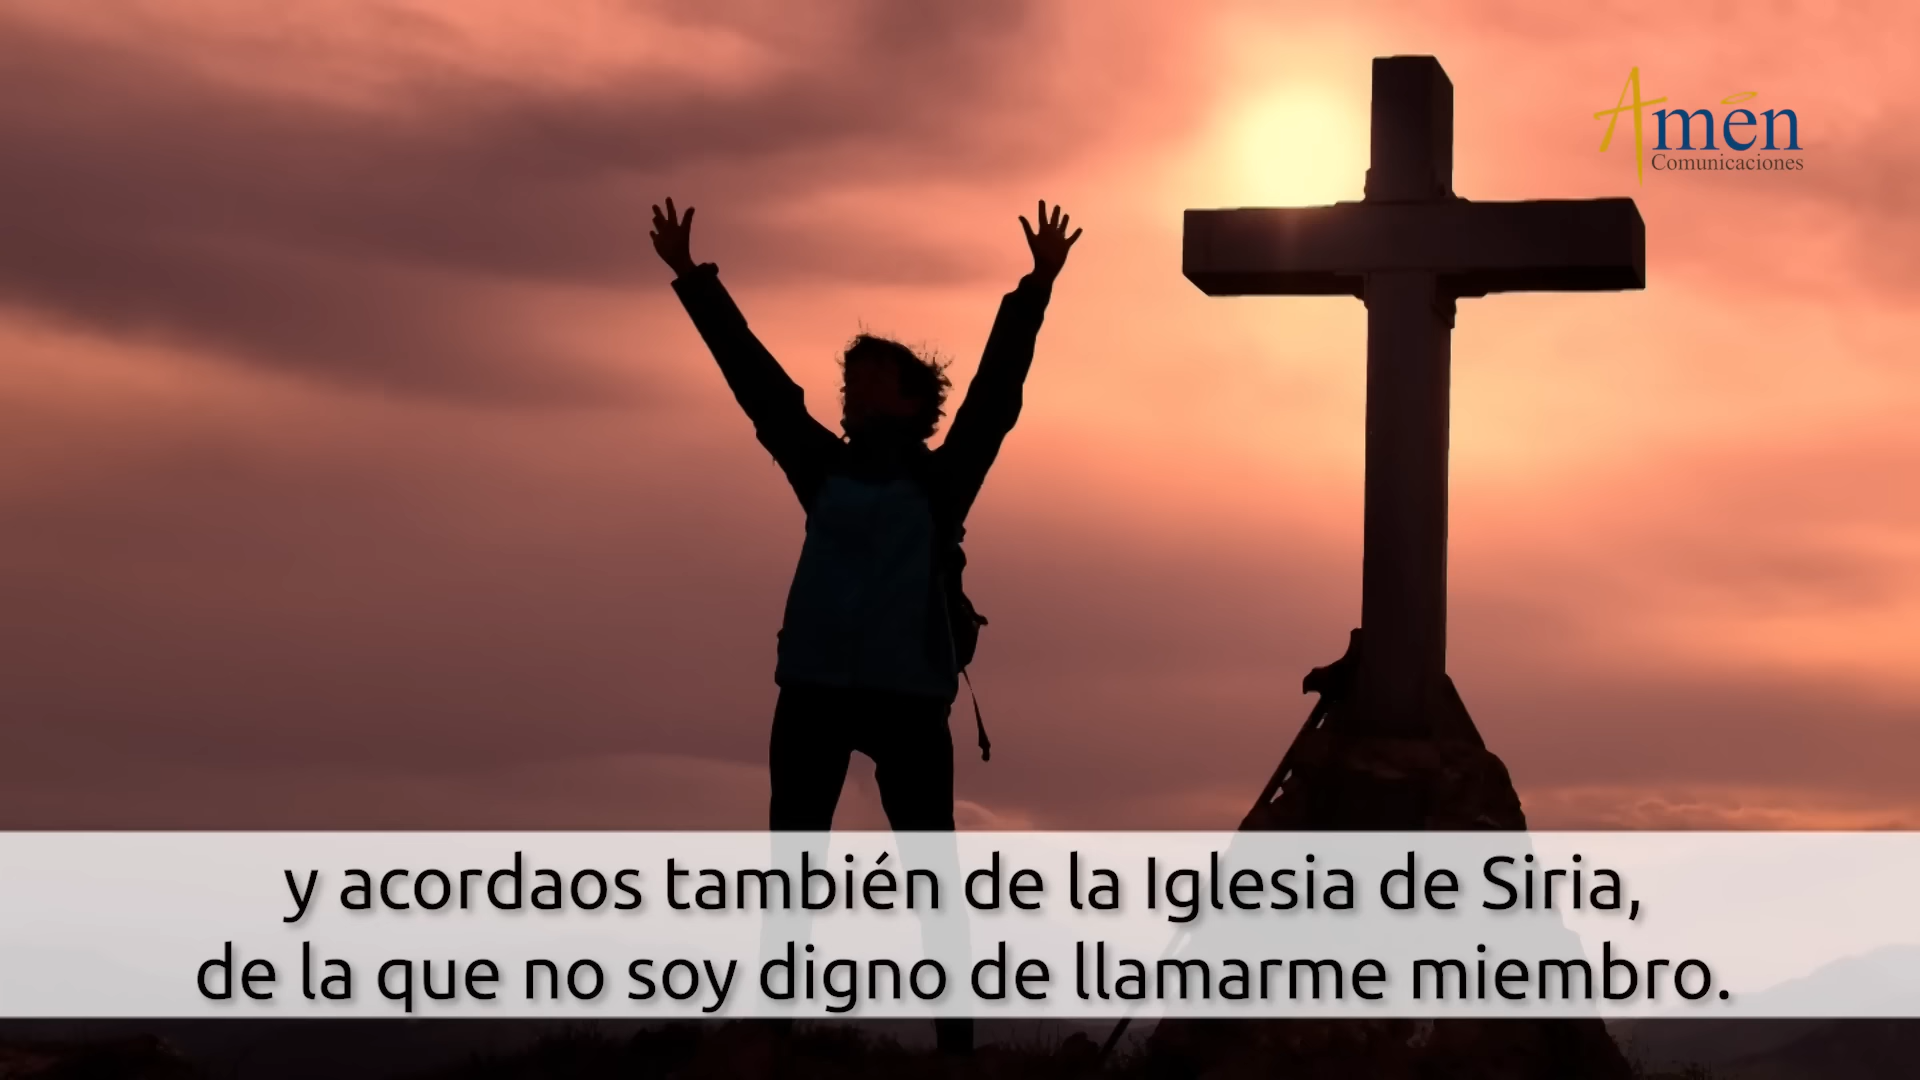 Amén
Comunicaciones
y acordaos también de la Iglesia de Siria,
de la que no soy digno de llamarme miembro.